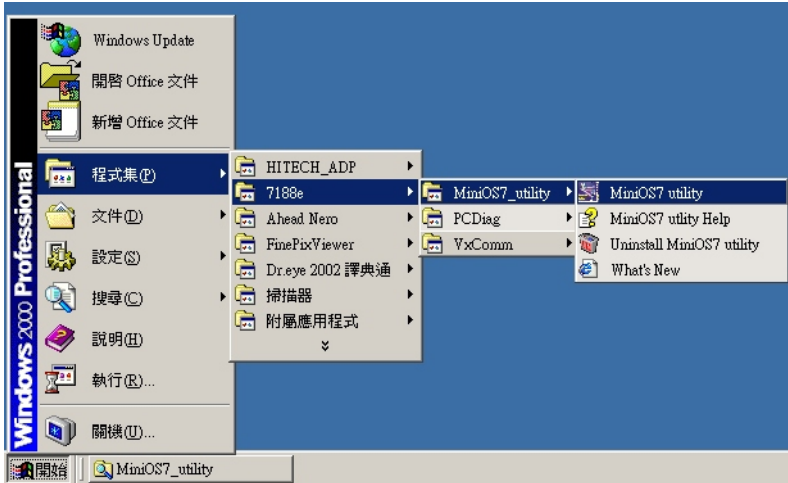 Windows Update
開啓 Office 文件
新增 Office 文件
程式集(P)
文件(D)
設定(S)
搜尋(C)
説明(H)
執行(R)...
關機(U)...
Windows 2000 Professional
HITECH_ADP
7188e
Ahead Nero
FinePixViewer
Dr.eye 2002 譯典通
掃描器
附屬應用程式
MiniOS7_utility
PCDiag
VxComm
MiniOS7 utility
MiniOS7 utlity Help
Uninstall MiniOS7 utility
What's New
開始
MiniOS7_utility